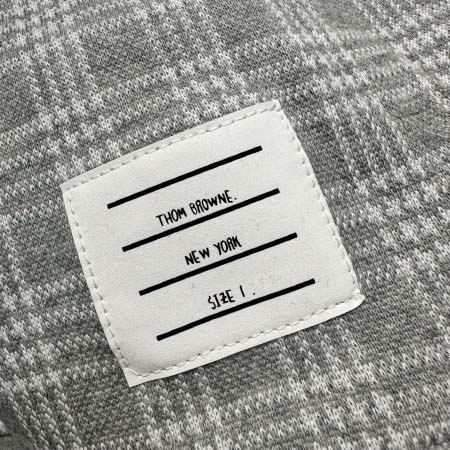 THOM BROWNE.
NEW YORK
SIZE 1.